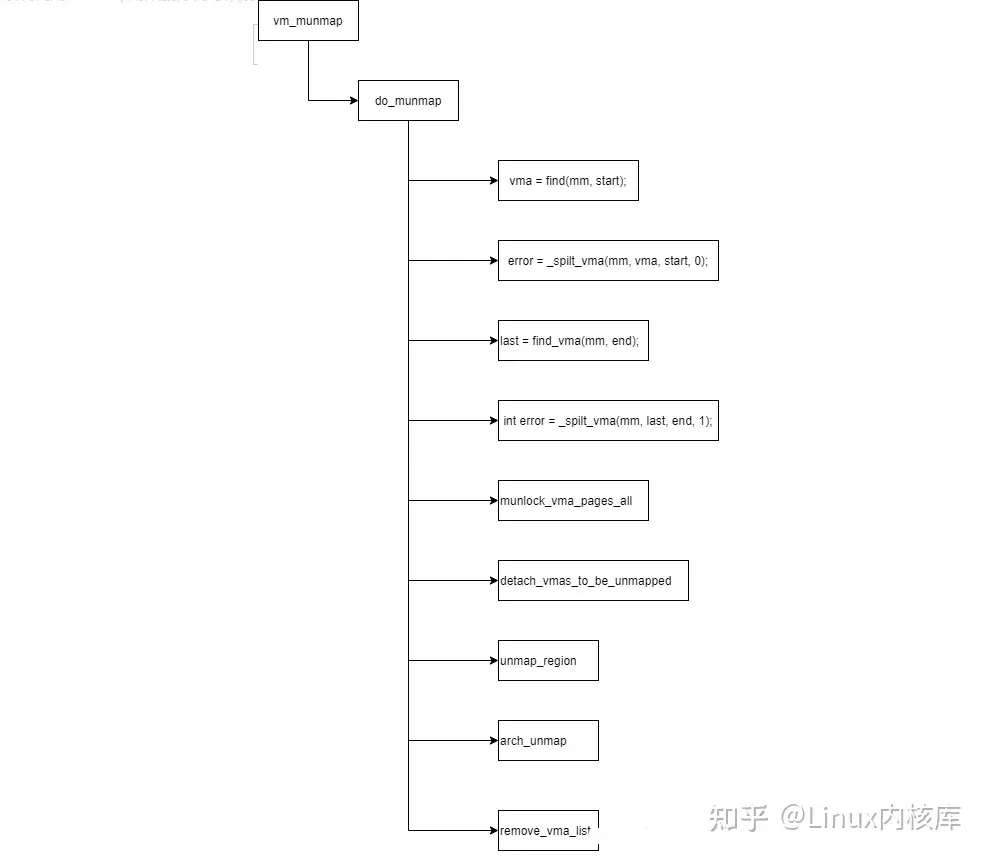 vm_munmap
do_munmap
vma = find(mm, start);
error = _spilt_vma(mm, vma, start, 0);
last = find_vma(mm, end);
int error = _spilt_vma(mm, last, end, 1);
munlock_vma_pages_all
detach_vmas_to_be_unmapped
unmap_region
arch_unmap
remove_vma_list
知乎 @Linux内核库